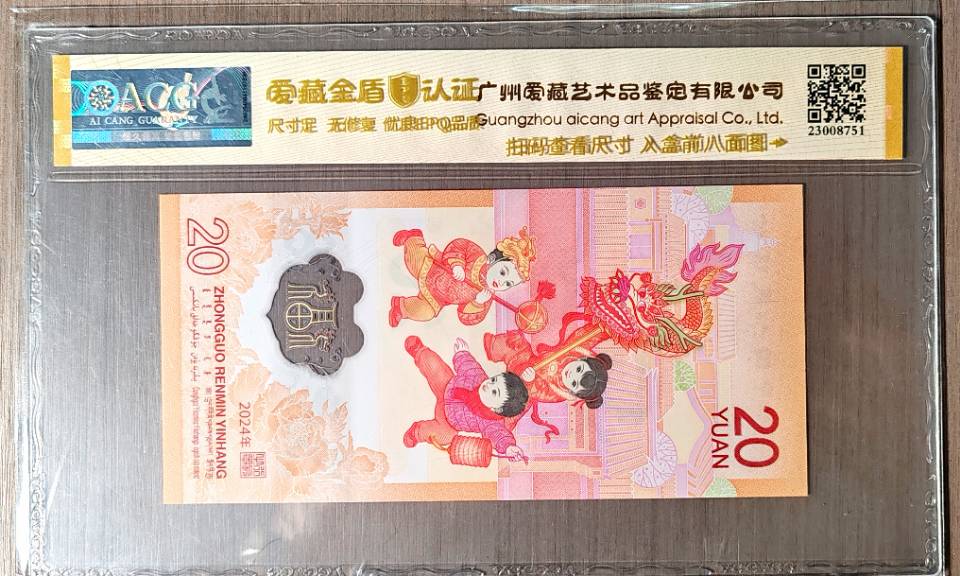 ACG
AI CANG GUARANTY
爱藏金盾认证
尺寸足 无修复 优良EPQ品质
广州爱藏艺术品鉴定有限公司
Guangzhou aicang art Appraisal Co., Ltd.
扫码查看尺寸 入盒前八面图
23008751
20
ZHONGGUO RENMIN YINHANG
2024年
20
YUAN